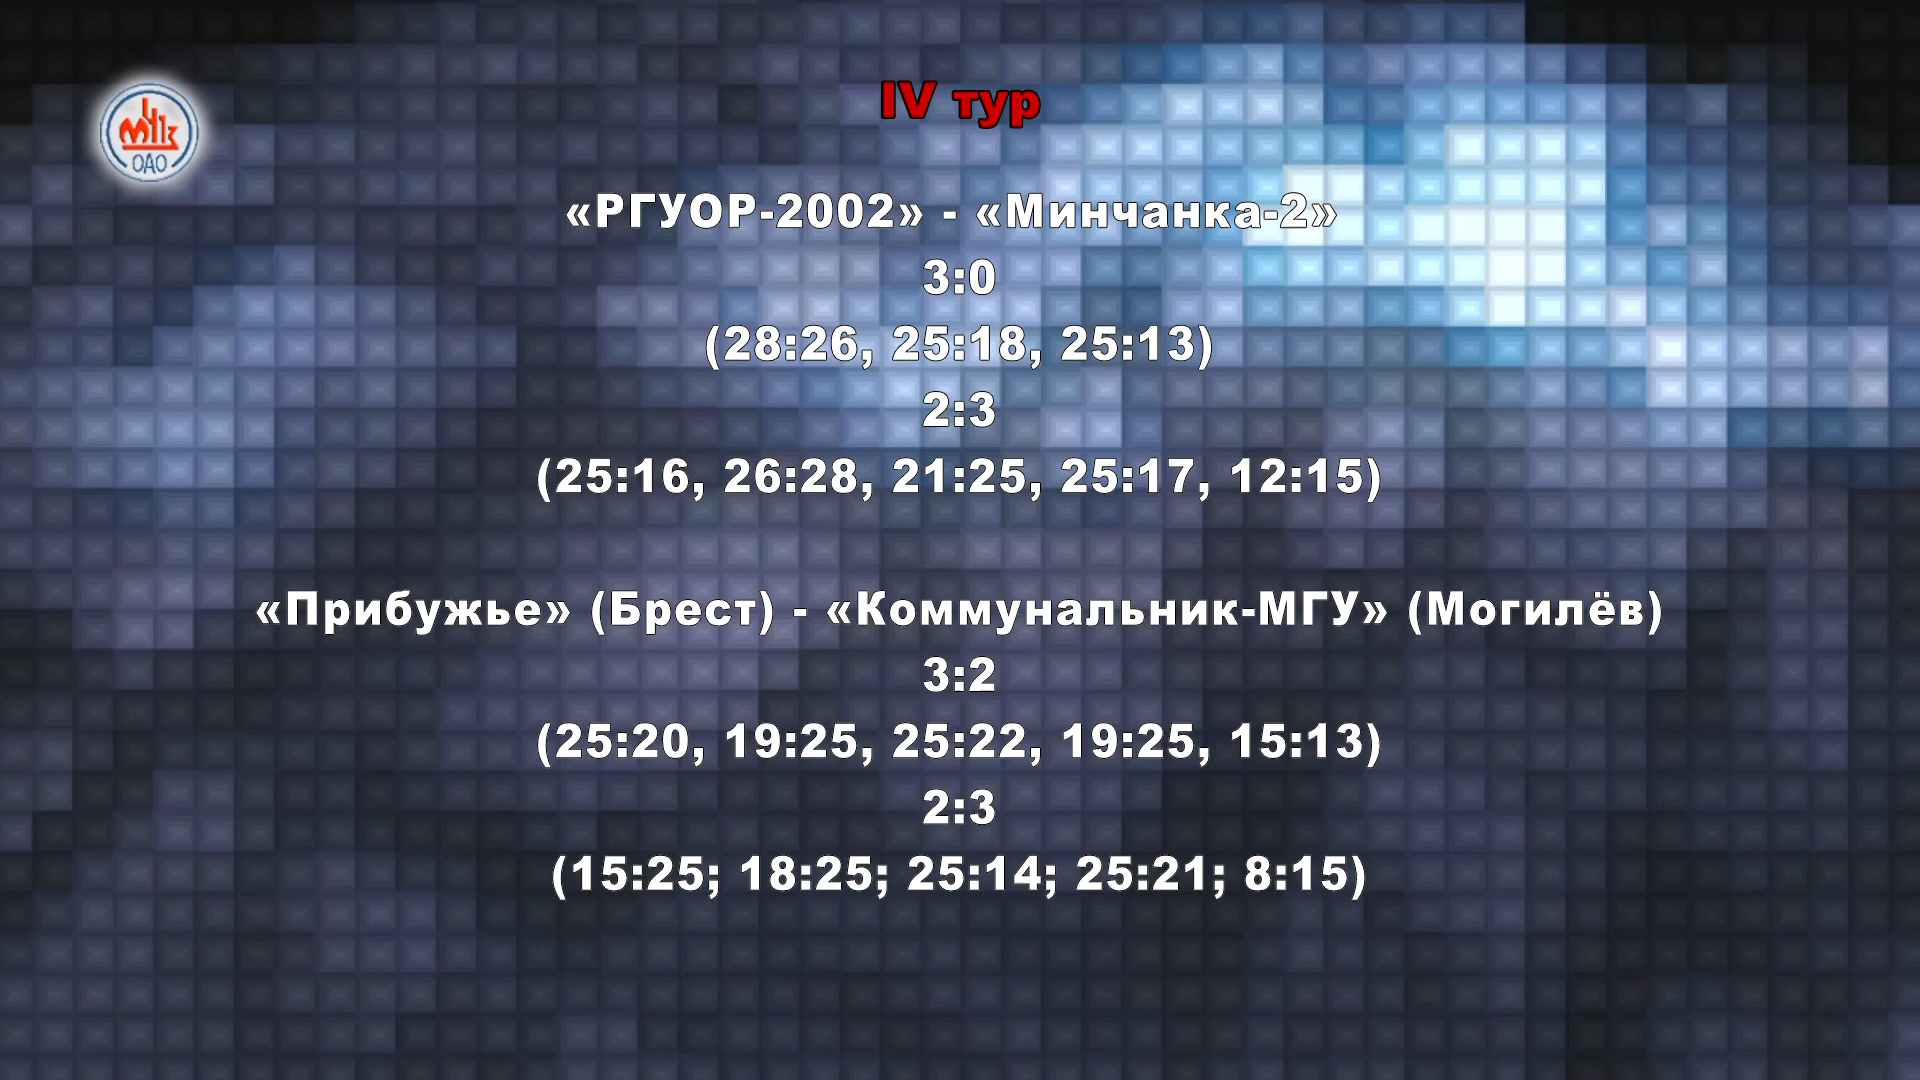 IV тур
ОАО
«РГУОР-2002» - «Минчанка-2»
3:0
(28:26, 25:18, 25:13)
2:3
(25:16, 26:28, 21:25, 25:17, 12:15)
«Прибужье» (Брест) - «Коммунальник-МГУ» (Могилёв)
3:2
(25:20, 19:25, 25:22, 19:25, 15:13)
2:3
(15:25; 18:25; 25:14; 25:21; 8:15)